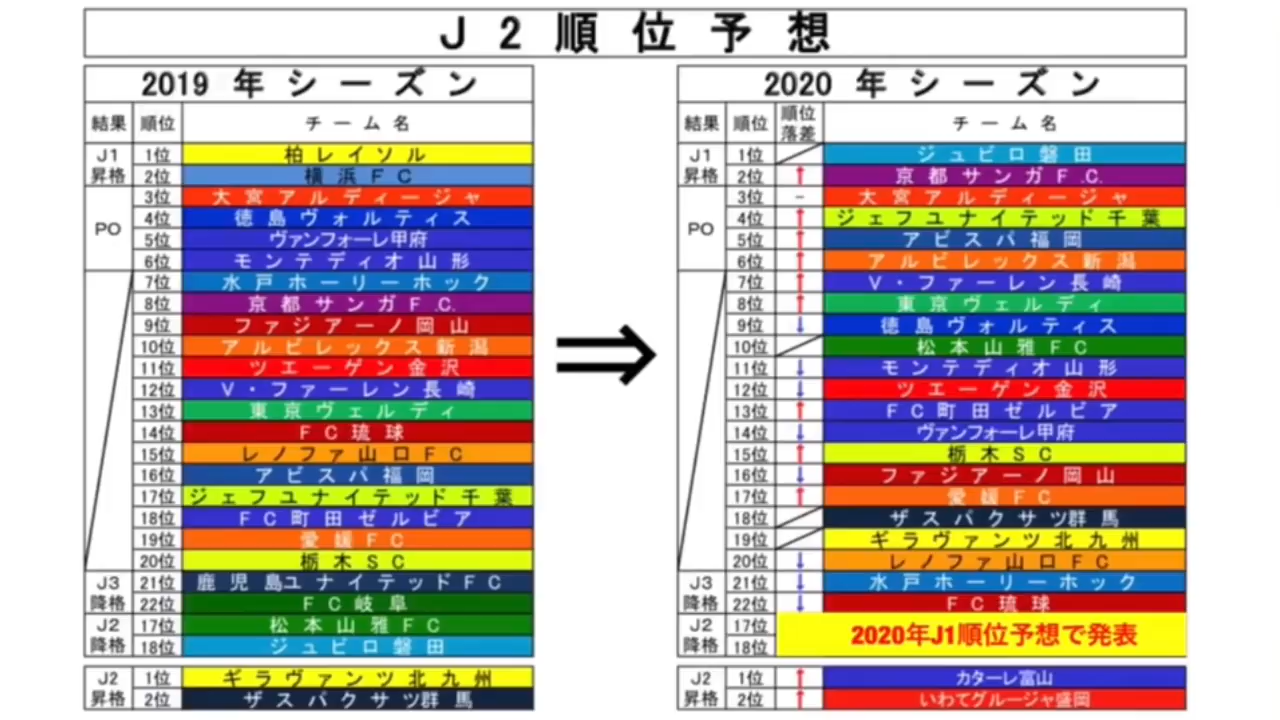 J2順位予想
2019年シーズン
結果 順位 チーム名
J1昇格 1位 柏レイソル
2位 横浜FC
PO 3位 大宮アルディージャ
4位 徳島ヴォルティス
5位 ヴァンフォーレ甲府
6位 モンテディオ山形
7位 水戸ホーリーホック
8位 京都サンガF.C.
9位 ファジアーノ岡山
10位 アルビレックス新潟
11位 ツエーゲン金沢
12位 V・ファーレン長崎
13位 東京ヴェルディ
14位 FC琉球
15位 レノファ山口FC
16位 アビスパ福岡
17位 ジェフユナイテッド千葉
18位 FC町田ゼルビア
19位 愛媛FC
20位 栃木SC
J3降格 21位 鹿児島ユナイテッドFC
22位 FC岐阜
J2降格 17位 松本山雅FC
18位 ジュビロ磐田
J2昇格 1位 ギラヴァンツ北九州
2位 ザスパクサツ群馬
⇒
2020年シーズン
結果 順位 順位落差 チーム名
J1昇格 1位 ジュビロ磐田
2位 ↑ 京都サンガF.C.
PO 3位 - 大宮アルディージャ
4位 ↑ ジェフユナイテッド千葉
5位 ↑ アビスパ福岡
6位 ↑ アルビレックス新潟
7位 ↑ V・ファーレン長崎
8位 ↑ 東京ヴェルディ
9位 ↓ 徳島ヴォルティス
10位 松本山雅FC
11位 ↓ モンテディオ山形
12位 ↓ ツエーゲン金沢
13位 ↑ FC町田ゼルビア
14位 ↓ ヴァンフォーレ甲府
15位 ↑ 栃木SC
16位 ↓ ファジアーノ岡山
17位 ↑ 愛媛FC
18位 ザスパクサツ群馬
19位 ギラヴァンツ北九州
20位 ↓ レノファ山口FC
J3降格 21位 ↓ 水戸ホーリーホック
22位 ↓ FC琉球
J2降格 17位 2020年J1順位予想で発表
18位
J2昇格 1位 ↑ カターレ富山
2位 ↑ いわてグルージャ盛岡